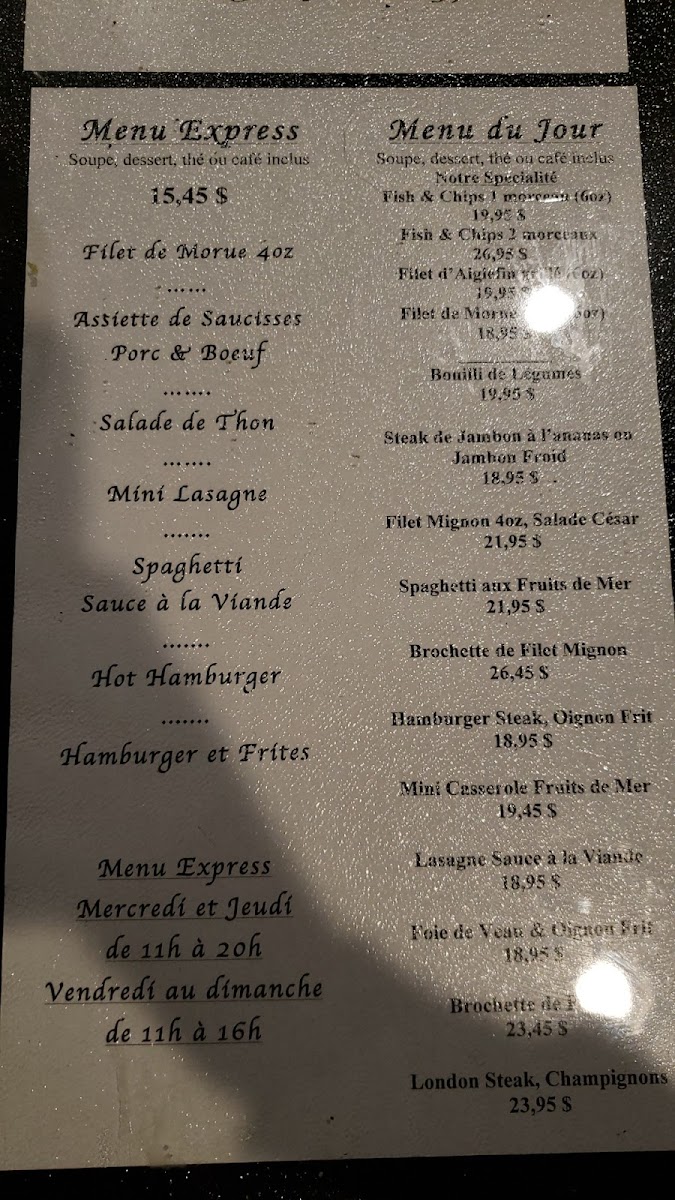 Menu Express
Soupe, dessert, thé ou café inclus
15,45 $
Filet de Morue 4oz
......
Assiette de Saucisses
Porc & Boeuf
.......
Salade de Thon
.......
Mini Lasagne
.......
Spaghetti
Sauce à la Viande
.......
Hot Hamburger
.......
Hamburger et Frites
Menu Express
Mercredi et Jeudi
de 11h à 20h
Vendredi au dimanche
de 11h à 16h
Menu du Jour
Soupe, dessert, thé ou café inclus
Notre Spécialité
Fish & Chips 1 morceau (6oz)
19,95 $
Fish & Chips 2 morceaux
26,95 $
Filet d'Aiglefin
19,95 $
Filet de Morue
18,95 $
Bouilli de Légumes
19,95 $
Steak de Jambon à l'ananas ou
Jambon Froid
18,95 $
Filet Mignon 4oz, Salade César
21,95 $
Spaghetti aux Fruits de Mer
21,95 $
Brochette de Filet Mignon
26,45 $
Hamburger Steak, Oignon Frit
18,95 $
Mini Casserole Fruits de Mer
19,45 $
Lasagne Sauce à la Viande
18,95 $
Foie de Veau & Oignon Frit
18,95 $
Brochette de
23,45 $
London Steak, Champignons
23,95 $